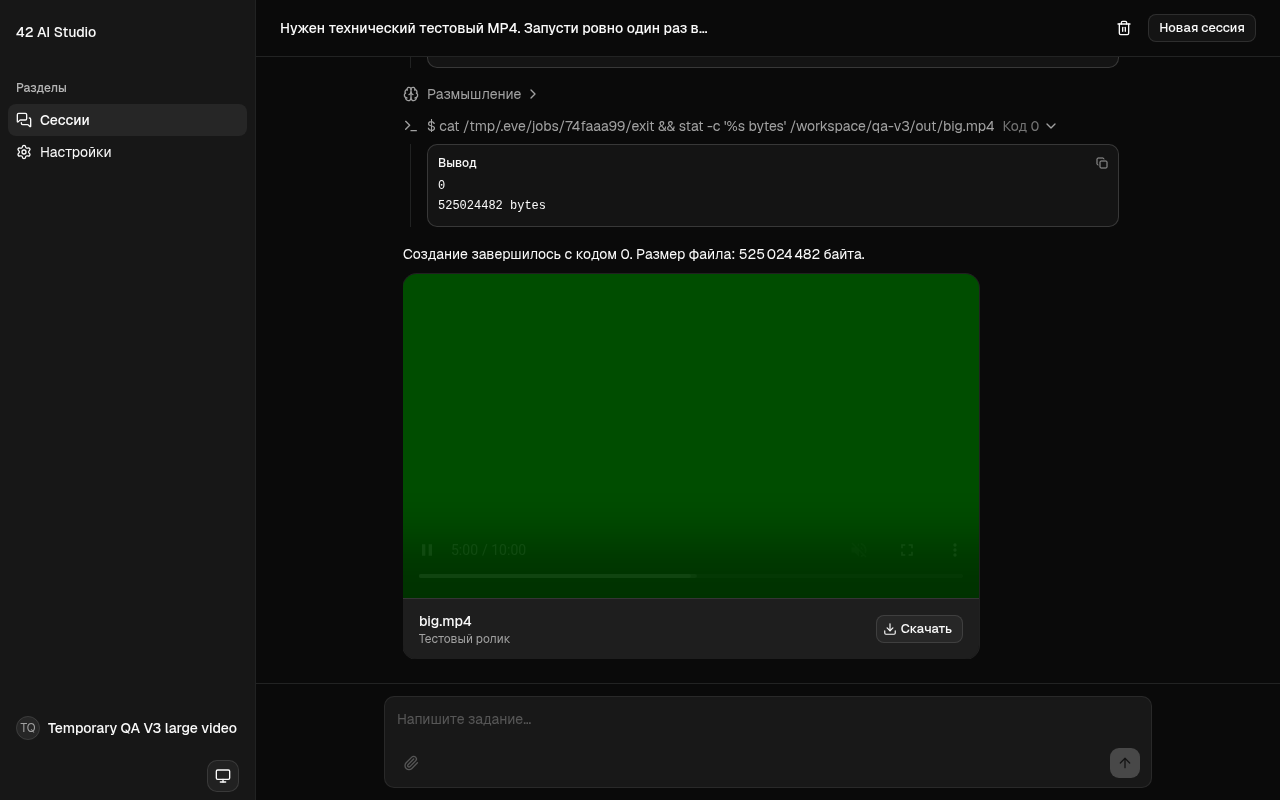 42 AI Studio
Разделы
Сессии
Настройки
Нужен технический тестовый MP4. Запусти ровно один раз в...
Новая сессия
Размышление
$ cat /tmp/.eve/jobs/74faaa99/exit && stat -c '%s bytes' /workspace/qa-v3/out/big.mp4 Код 0
Вывод
0
525024482 bytes
Создание завершилось с кодом 0. Размер файла: 525 024 482 байта.
5:00 / 10:00
big.mp4
Тестовый ролик
Скачать
Напишите задание...
TQ Temporary QA V3 large video